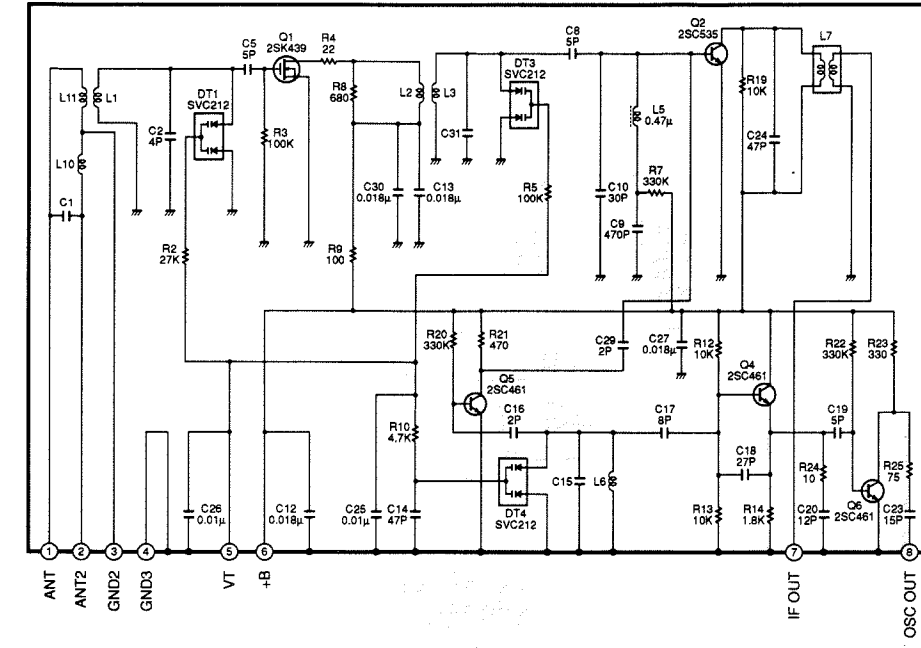 C8
5P
Q2
2SC535
L7
Q1
2SK439
R4
22
C5
5P
DT3
SVC212
R19
10K
L11
L1
DT1
SVC212
R8
680
L2
L3
L5
0.47μ
C2
4P
R3
100K
C31
C24
47P
L10
R7
330K
C30
0.018μ
C13
0.018μ
R5
100K
C10
30P
C1
C9
470P
R2
27K
R9
100
R20
330K
R21
470
C29
2P
C27
0.018μ
R12
10K
Q4
2SC461
R22
330K
R23
330
Q5
2SC461
C16
2P
C17
8P
C19
5P
R10
4.7K
C18
27P
R24
10
R25
75
C15
L6
Q6
2SC461
C26
0.01μ
C12
0.018μ
C25
0.01μ
C14
47P
DT4
SVC212
R13
10K
R14
1.8K
C20
12P
C23
15P
1 2 3 4 5 6 7 8
ANT
ANT2
GND2
GND3
VT
+B
IF OUT
OSC OUT